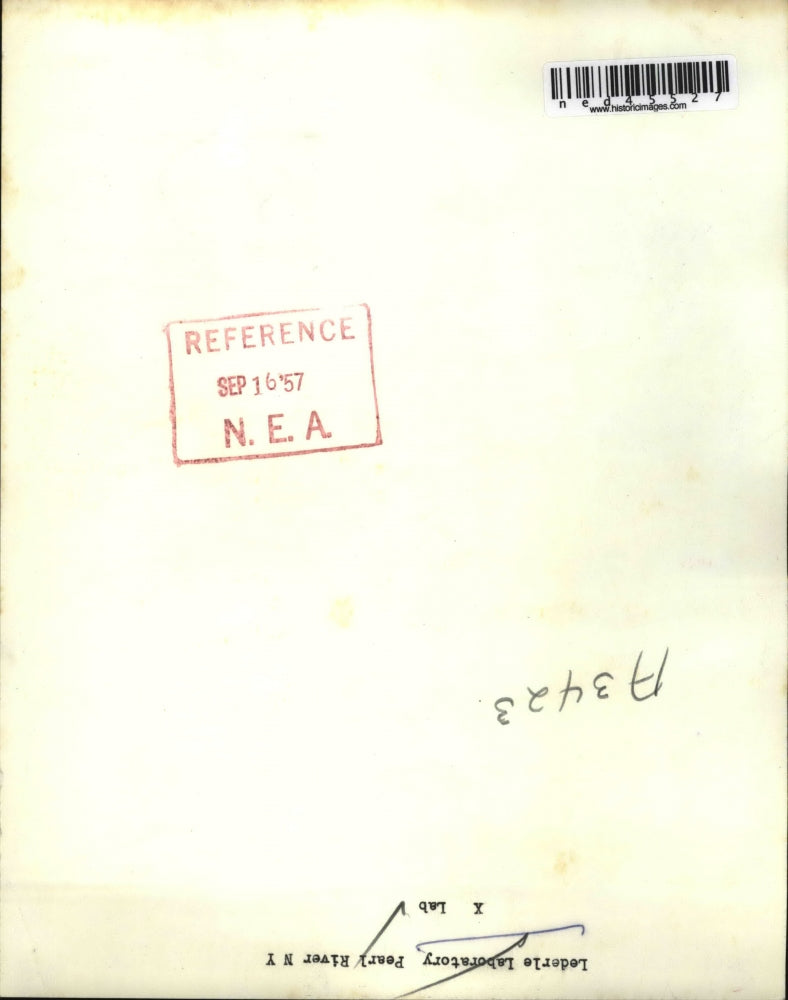 ned45527
www.historicimages.com
REFERENCE
SEP 16'57
N. E. A.
A3423
X Lab
Lederle Laboratory Pearl River N Y